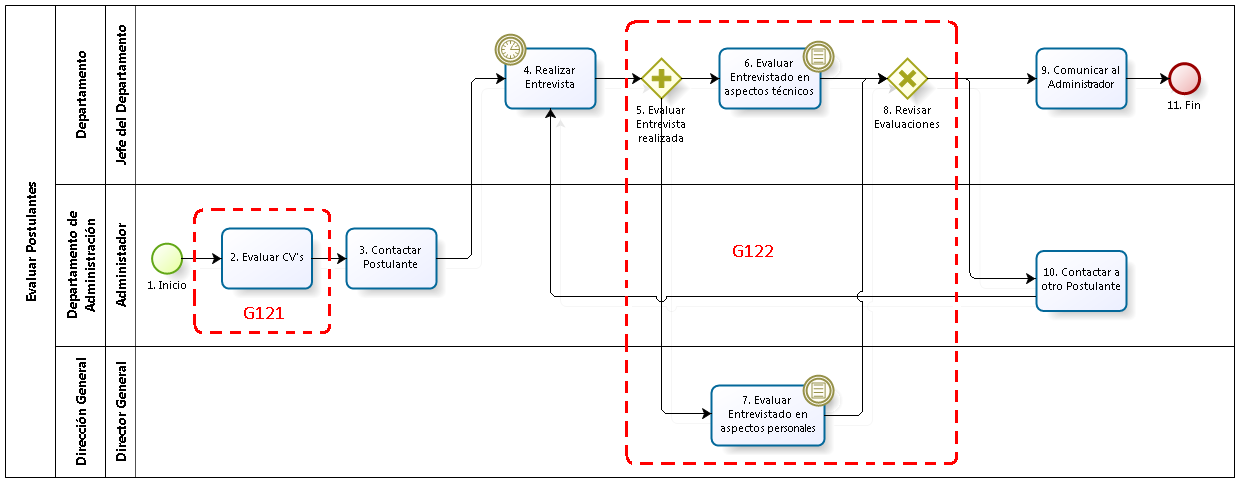 Evaluar Postulantes
Departamento
Jefe del Departamento
4. Realizar
Entrevista
5. Evaluar
Entrevista
realizada
6. Evaluar
Entrevistado en
aspectos técnicos
8. Revisar
Evaluaciones
9. Comunicar al
Administrador
11. Fin
Departamento de
Administración
Administador
1. Inicio
2. Evaluar CV's
G121
3. Contactar
Postulante
G122
10. Contactar a
otro Postulante
Dirección General
Director General
7. Evaluar
Entrevistado en
aspectos personales